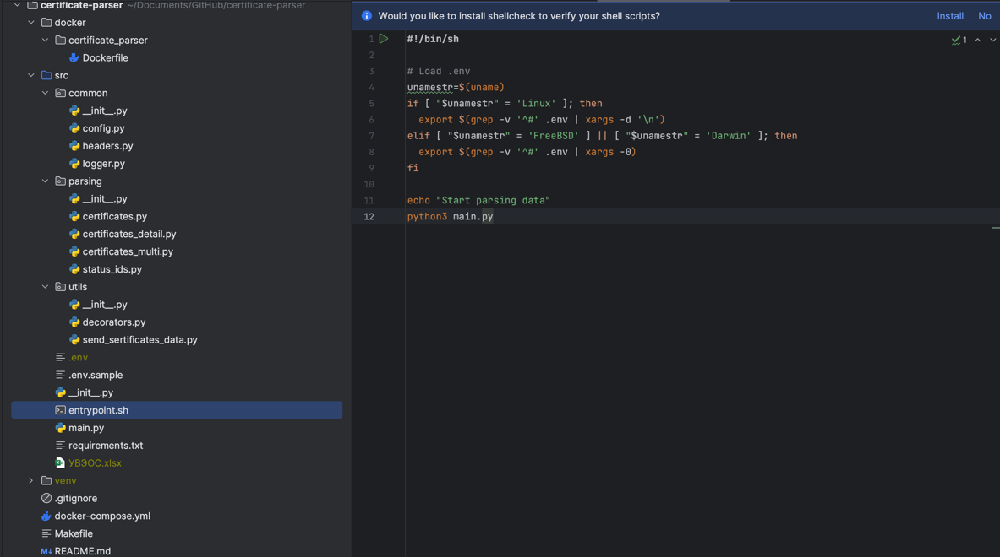 certificate-parser ~/Documents/GitHub/certificate-parser
docker
certificate_parser
Dockerfile
src
common
__init__.py
config.py
headers.py
logger.py
parsing
__init__.py
certificates.py
certificates_detail.py
certificates_multi.py
status_ids.py
utils
__init__.py
decorators.py
send_sertificates_data.py
.env
.env.sample
__init__.py
entrypoint.sh
main.py
requirements.txt
УВЭОС.xlsx
venv
.gitignore
docker-compose.yml
Makefile
M↓ README.md
Would you like to install shellcheck to verify your shell scripts? Install No
1 #!/bin/sh 1
2
3 # Load .env
4 unamestr=$(uname)
5 if [ "$unamestr" = 'Linux' ]; then
6 export $(grep -v '^#' .env | xargs -d '\n')
7 elif [ "$unamestr" = 'FreeBSD' ] || [ "$unamestr" = 'Darwin' ]; then
8 export $(grep -v '^#' .env | xargs -0)
9 fi
10
11 echo "Start parsing data"
12 python3 main.py